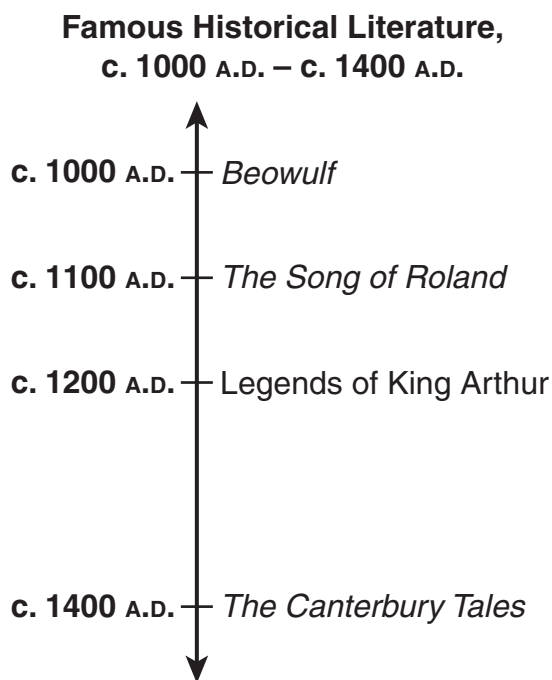 Famous Historical Literature,
c. 1000 A.D. – c. 1400 A.D.
c. 1000 A.D. Beowulf
c. 1100 A.D. The Song of Roland
c. 1200 A.D. Legends of King Arthur
c. 1400 A.D. The Canterbury Tales